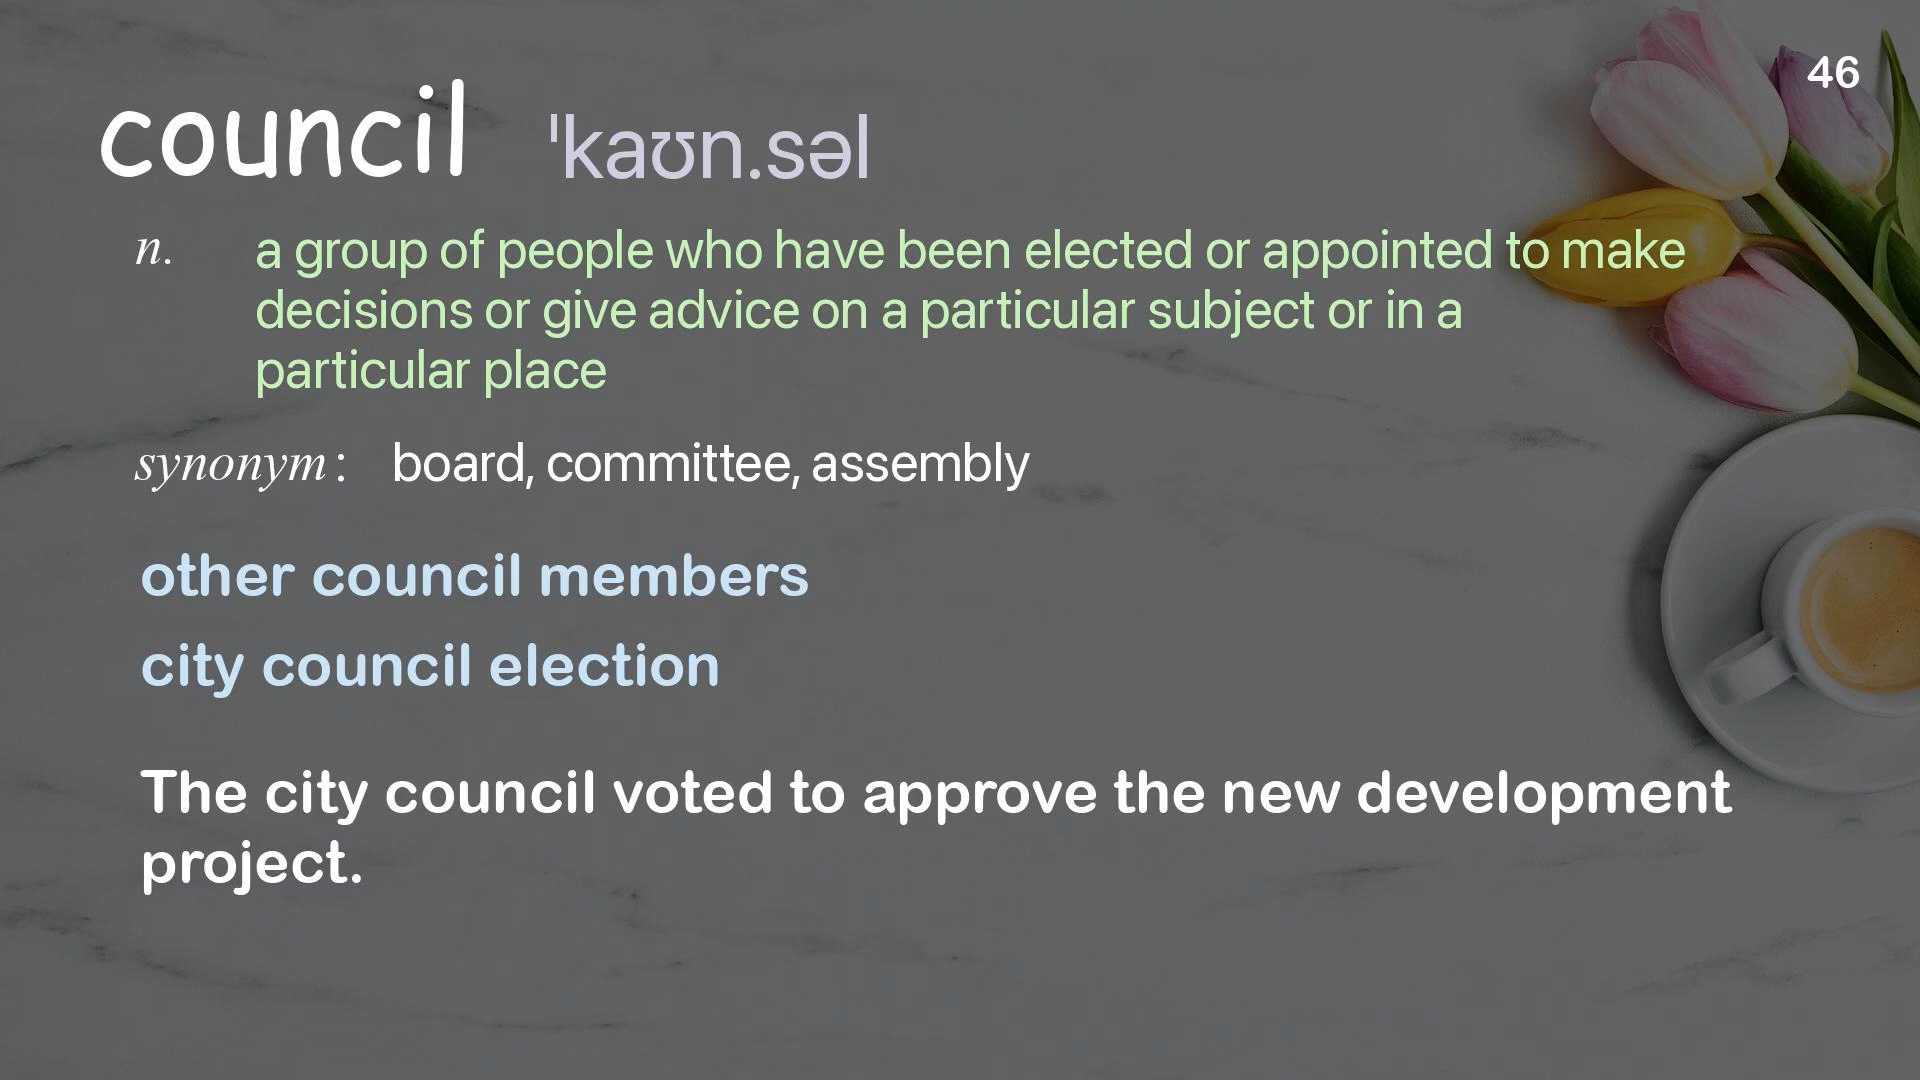 46
council ˈkaʊn.səl
n. a group of people who have been elected or appointed to make
decisions or give advice on a particular subject or in a
particular place
synonym: board, committee, assembly
other council members
city council election
The city council voted to approve the new development
project.